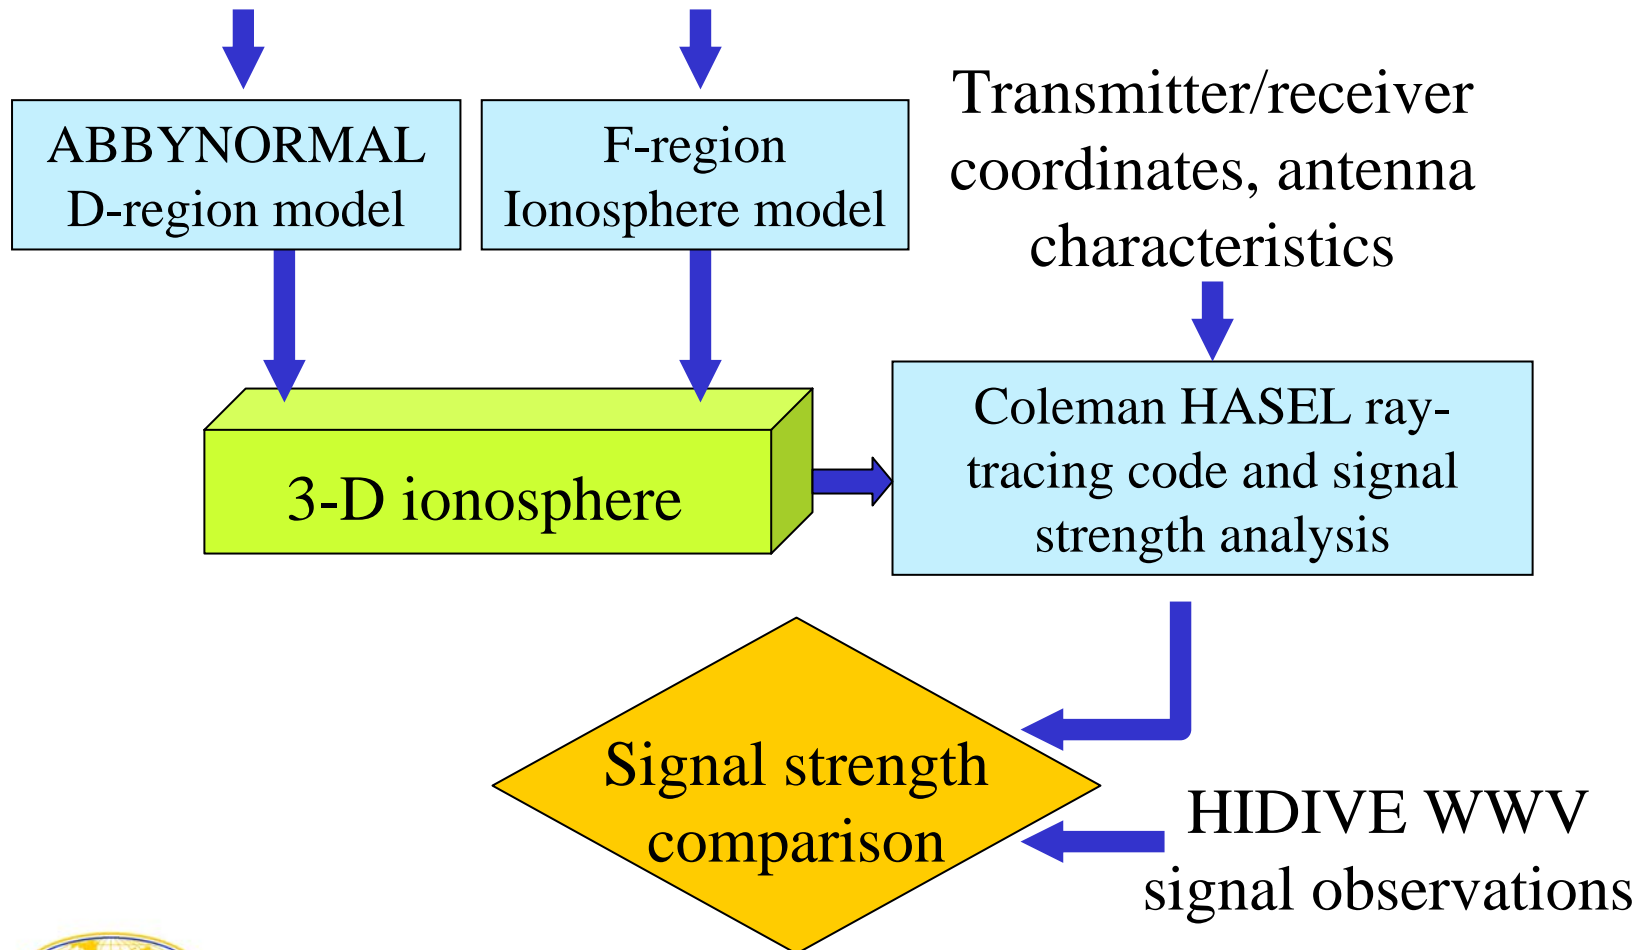 ABBYNORMAL
D-region model
F-region
Ionosphere model
Transmitter/receiver
coordinates, antenna
characteristics
3-D ionosphere
Coleman HASEL ray-
tracing code and signal
strength analysis
Signal strength
comparison
HIDIVE WWV
signal observations